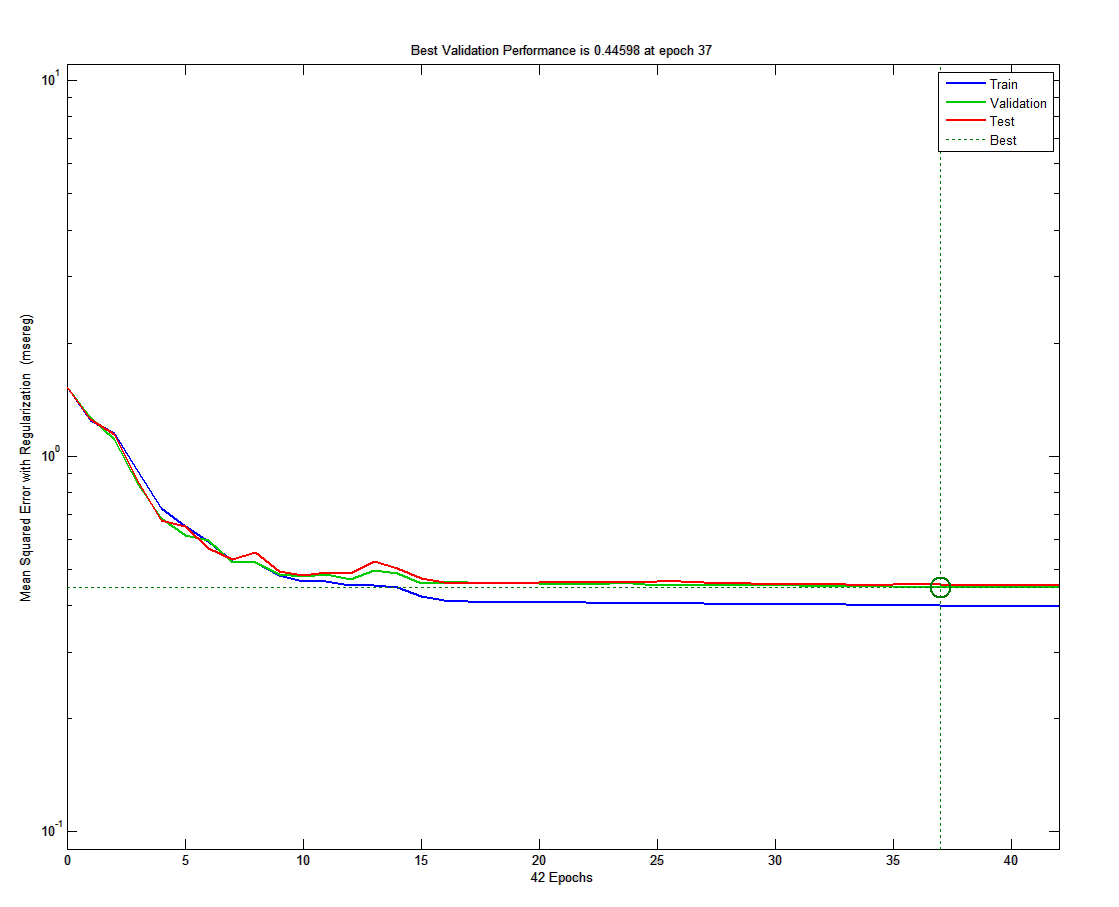 Best Validation Performance is 0.44598 at epoch 37
Mean Squared Error with Regularization (msereg)
10^1
10^0
10^-1
Train
Validation
Test
Best
0 5 10 15 20 25 30 35 40
42 Epochs